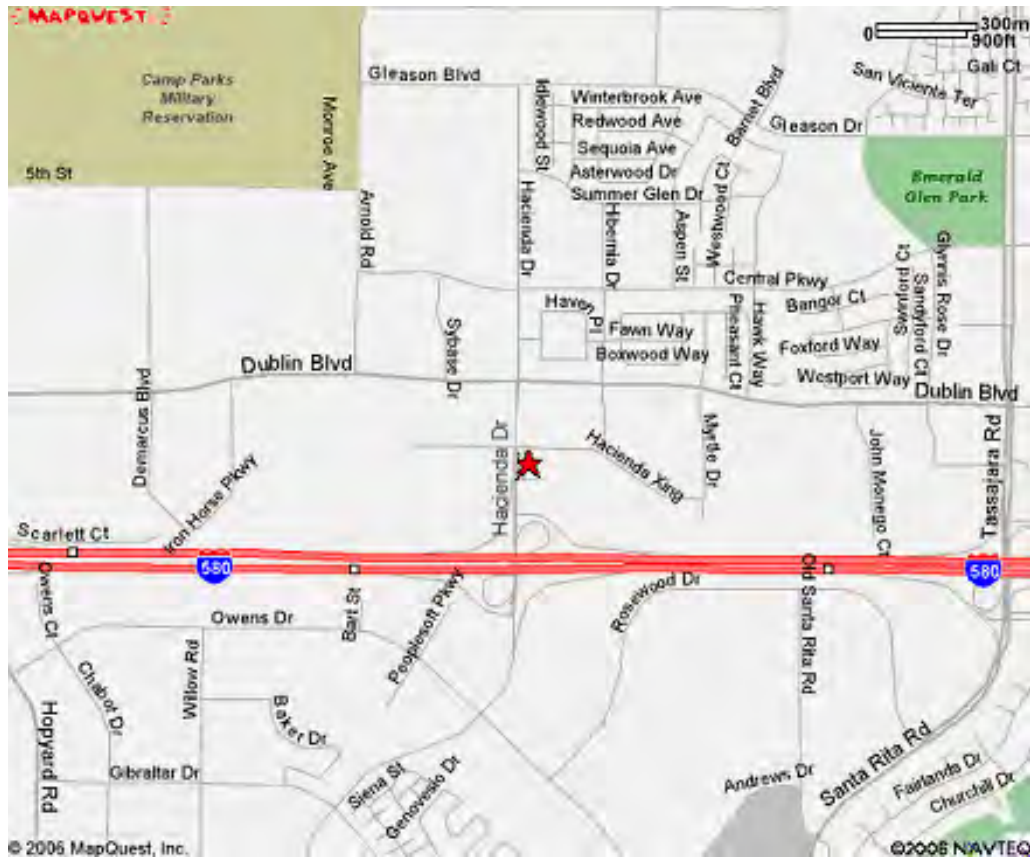 MAPQUEST
300m
0
900ft
Gali Ct
San Vicente Ter
Camp Parks
Military
Reservation
Gleason Blvd
Monroe Ave
Idlewood St
Winterbrook Ave
Redwood Ave
Sequoia Ave
Asterwood Dr
Summer Glen Dr
Barnet Blvd
Gleason Dr
5th St
Emerald
Glen Park
Arnold Rd
Hacienda Dr
Hibernia Dr
Aspen St
Westwood Ct
Central Pkwy
Bangor Ct
Glynnis Rose Dr
Sandyford Ct
Sanford Ct
Haven Pl
Fawn Way
Boxwood Way
Pheasant Ct
Hawk Way
Foxford Way
Westport Way
Sybase Dr
Dublin Blvd
Dublin Blvd
Demarcus Blvd
Iron Horse Pkwy
Hacienda Dr
Hacienda Xing
Myrtle Dr
John Monego Ct
Tassajara Rd
Scarlett Ct
580
580
Owens Ct
Owens Dr
Bart St
Peoplesoft Pkwy
Rosewood Dr
Old Santa Rita Rd
Chabot Dr
Willow Rd
Baker Dr
Hopyard Rd
Gibraltar Dr
Siena St
Genovesio Dr
Andrews Dr
Santa Rita Rd
Fairlands Dr
Churchill Dr
© 2006 MapQuest, Inc.
©2006 NAVTEQ